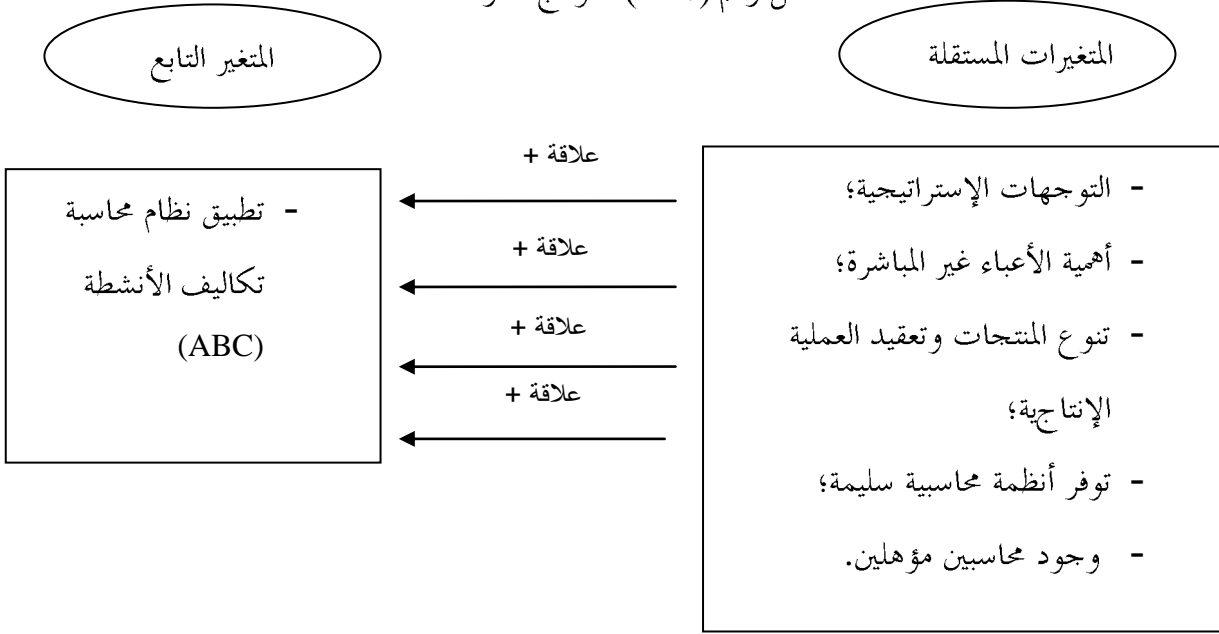 المتغيرات المستقلة
المتغير التابع
- التوجهات الإستراتيجية؛
- أهمية الأعباء غير المباشرة؛
- تنوع المنتجات وتعقيد العملية
الإنتاجية؛
- توفر أنظمة محاسبية سليمة؛
- وجود محاسبين مؤهلين.
علاقة +
علاقة +
علاقة +
علاقة +
- تطبيق نظام محاسبة
تكاليف الأنشطة
(ABC)